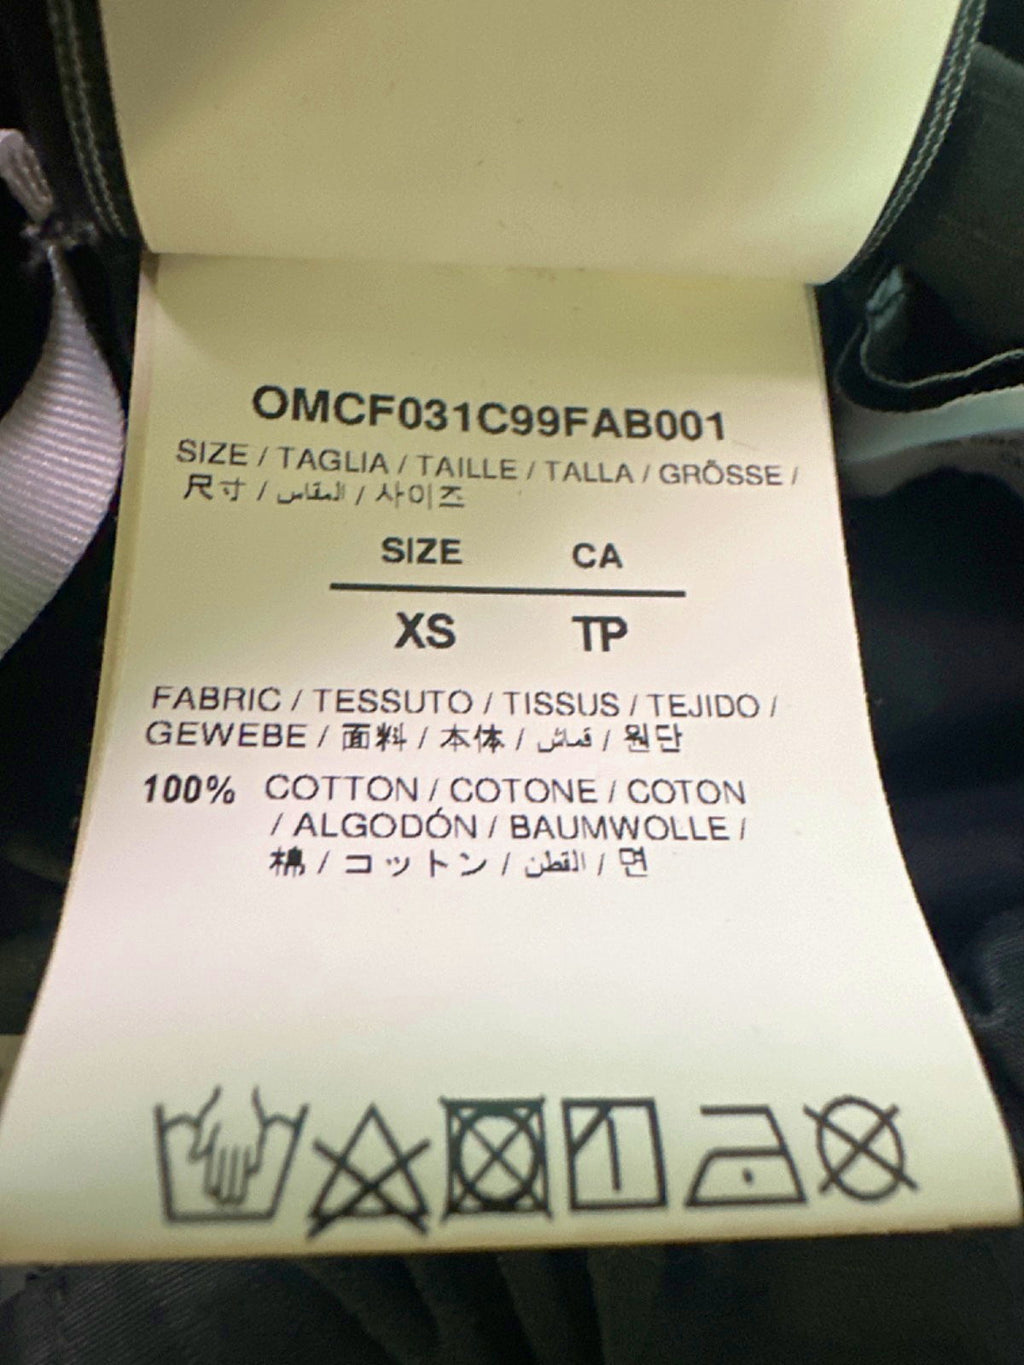 OMCF031C99FAB001
SIZE / TAGLIA / TAILLE / TALLA / GRÖSSE /
尺寸 / المقاس / 사이즈
SIZE CA
XS TP
FABRIC / TESSUTO / TISSUS / TEJIDO /
GEWEBE / 面料 / 本体 / قماش / 원단
100% COTTON / COTONE / COTON
/ ALGODÓN / BAUMWOLLE /
棉 / コットン / القطن / 면